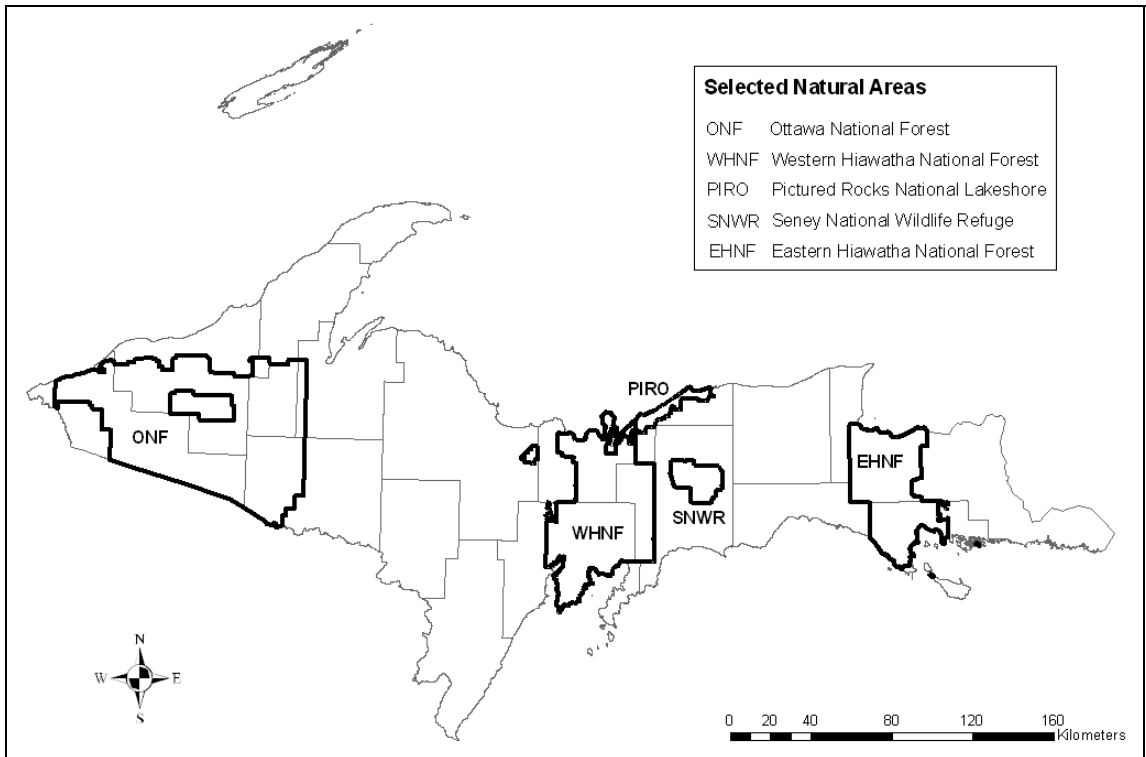 Selected Natural Areas
ONF Ottawa National Forest
WHNF Western Hiawatha National Forest
PIRO Pictured Rocks National Lakeshore
SNWR Seney National Wildlife Refuge
EHNF Eastern Hiawatha National Forest
PIRO
ONF
EHNF
SNWR
WHNF
N
W E
S
0 20 40 80 120 160
Kilometers